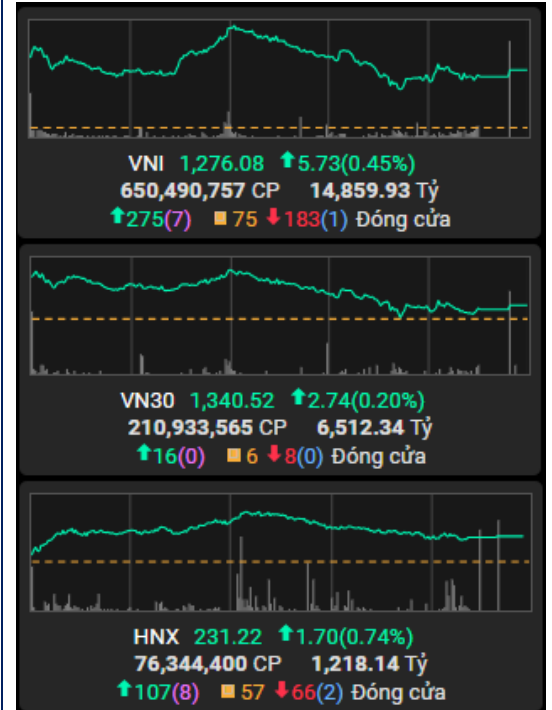 VNI 1,276.08 5.73(0.45%)
650,490,757 CP 14,859.93 Tỷ
275(7) 75 183(1) Đóng cửa
VN30 1,340.52 2.74(0.20%)
210,933,565 CP 6,512.34 Tỷ
16(0) 6 8(0) Đóng cửa
HNX 231.22 1.70(0.74%)
76,344,400 CP 1,218.14 Tỷ
107(8) 57 66(2) Đóng cửa